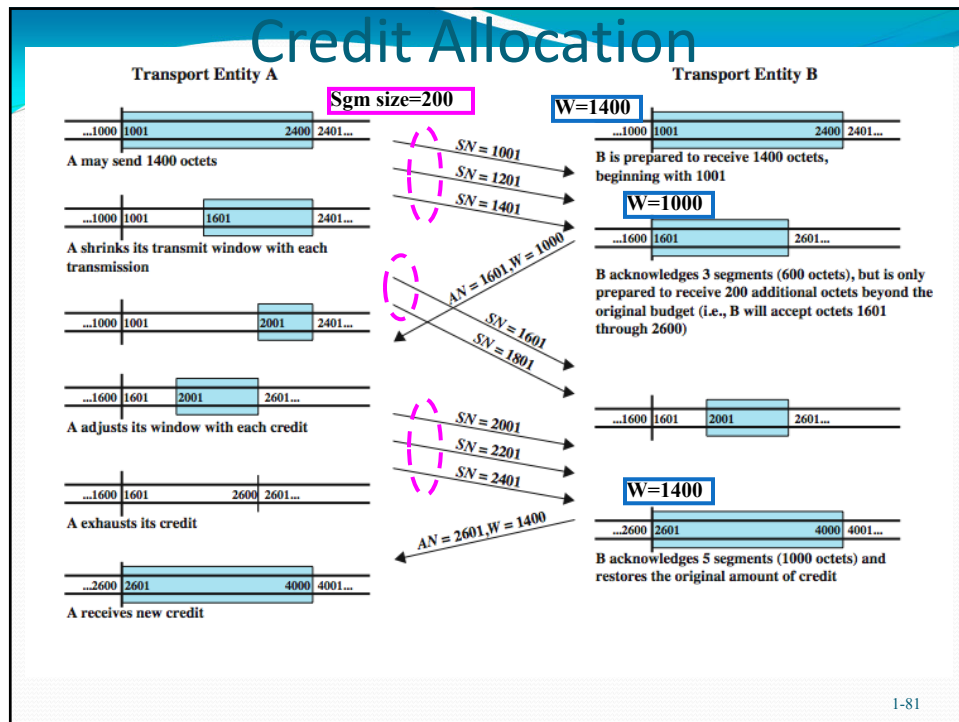 Credit Allocation
Transport Entity A
Transport Entity B
Sgm size=200
W=1400
...1000 1001 2400 2401...
A may send 1400 octets
SN = 1001
SN = 1201
SN = 1401
...1000 1001 2400 2401...
B is prepared to receive 1400 octets,
beginning with 1001
W=1000
...1000 1001 1601 2401...
A shrinks its transmit window with each
transmission
AN = 1601,W = 1000
...1600 1601 2601...
B acknowledges 3 segments (600 octets), but is only
prepared to receive 200 additional octets beyond the
original budget (i.e., B will accept octets 1601
through 2600)
...1000 1001 2001 2401...
SN = 1601
SN = 1801
...1600 1601 2001 2601...
A adjusts its window with each credit
SN = 2001
SN = 2201
SN = 2401
...1600 1601 2001 2601...
W=1400
...1600 1601 2600 2601...
A exhausts its credit
AN = 2601,W = 1400
...2600 2601 4000 4001...
B acknowledges 5 segments (1000 octets) and
restores the original amount of credit
...2600 2601 4000 4001...
A receives new credit
1-81